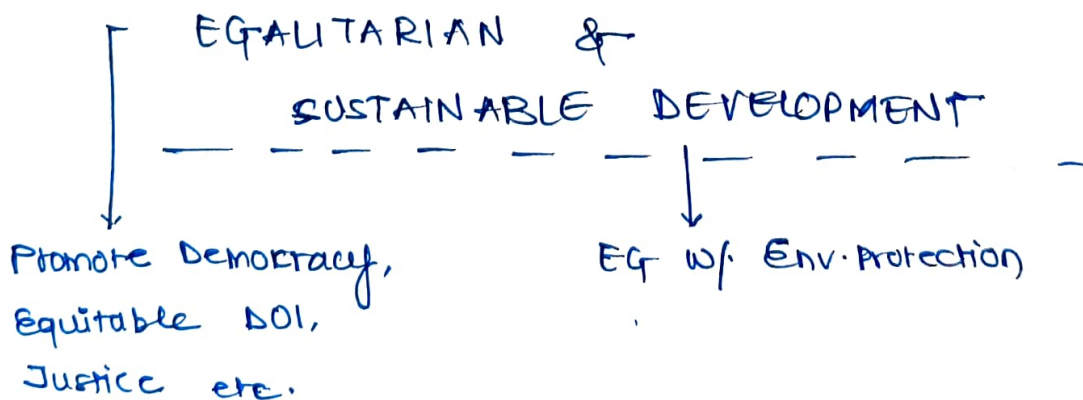 EGALITARIAN &
SUSTAINABLE DEVELOPMENT
Promote Democracy,
Equitable DOI,
Justice etc.
EG w/. Env. Protection